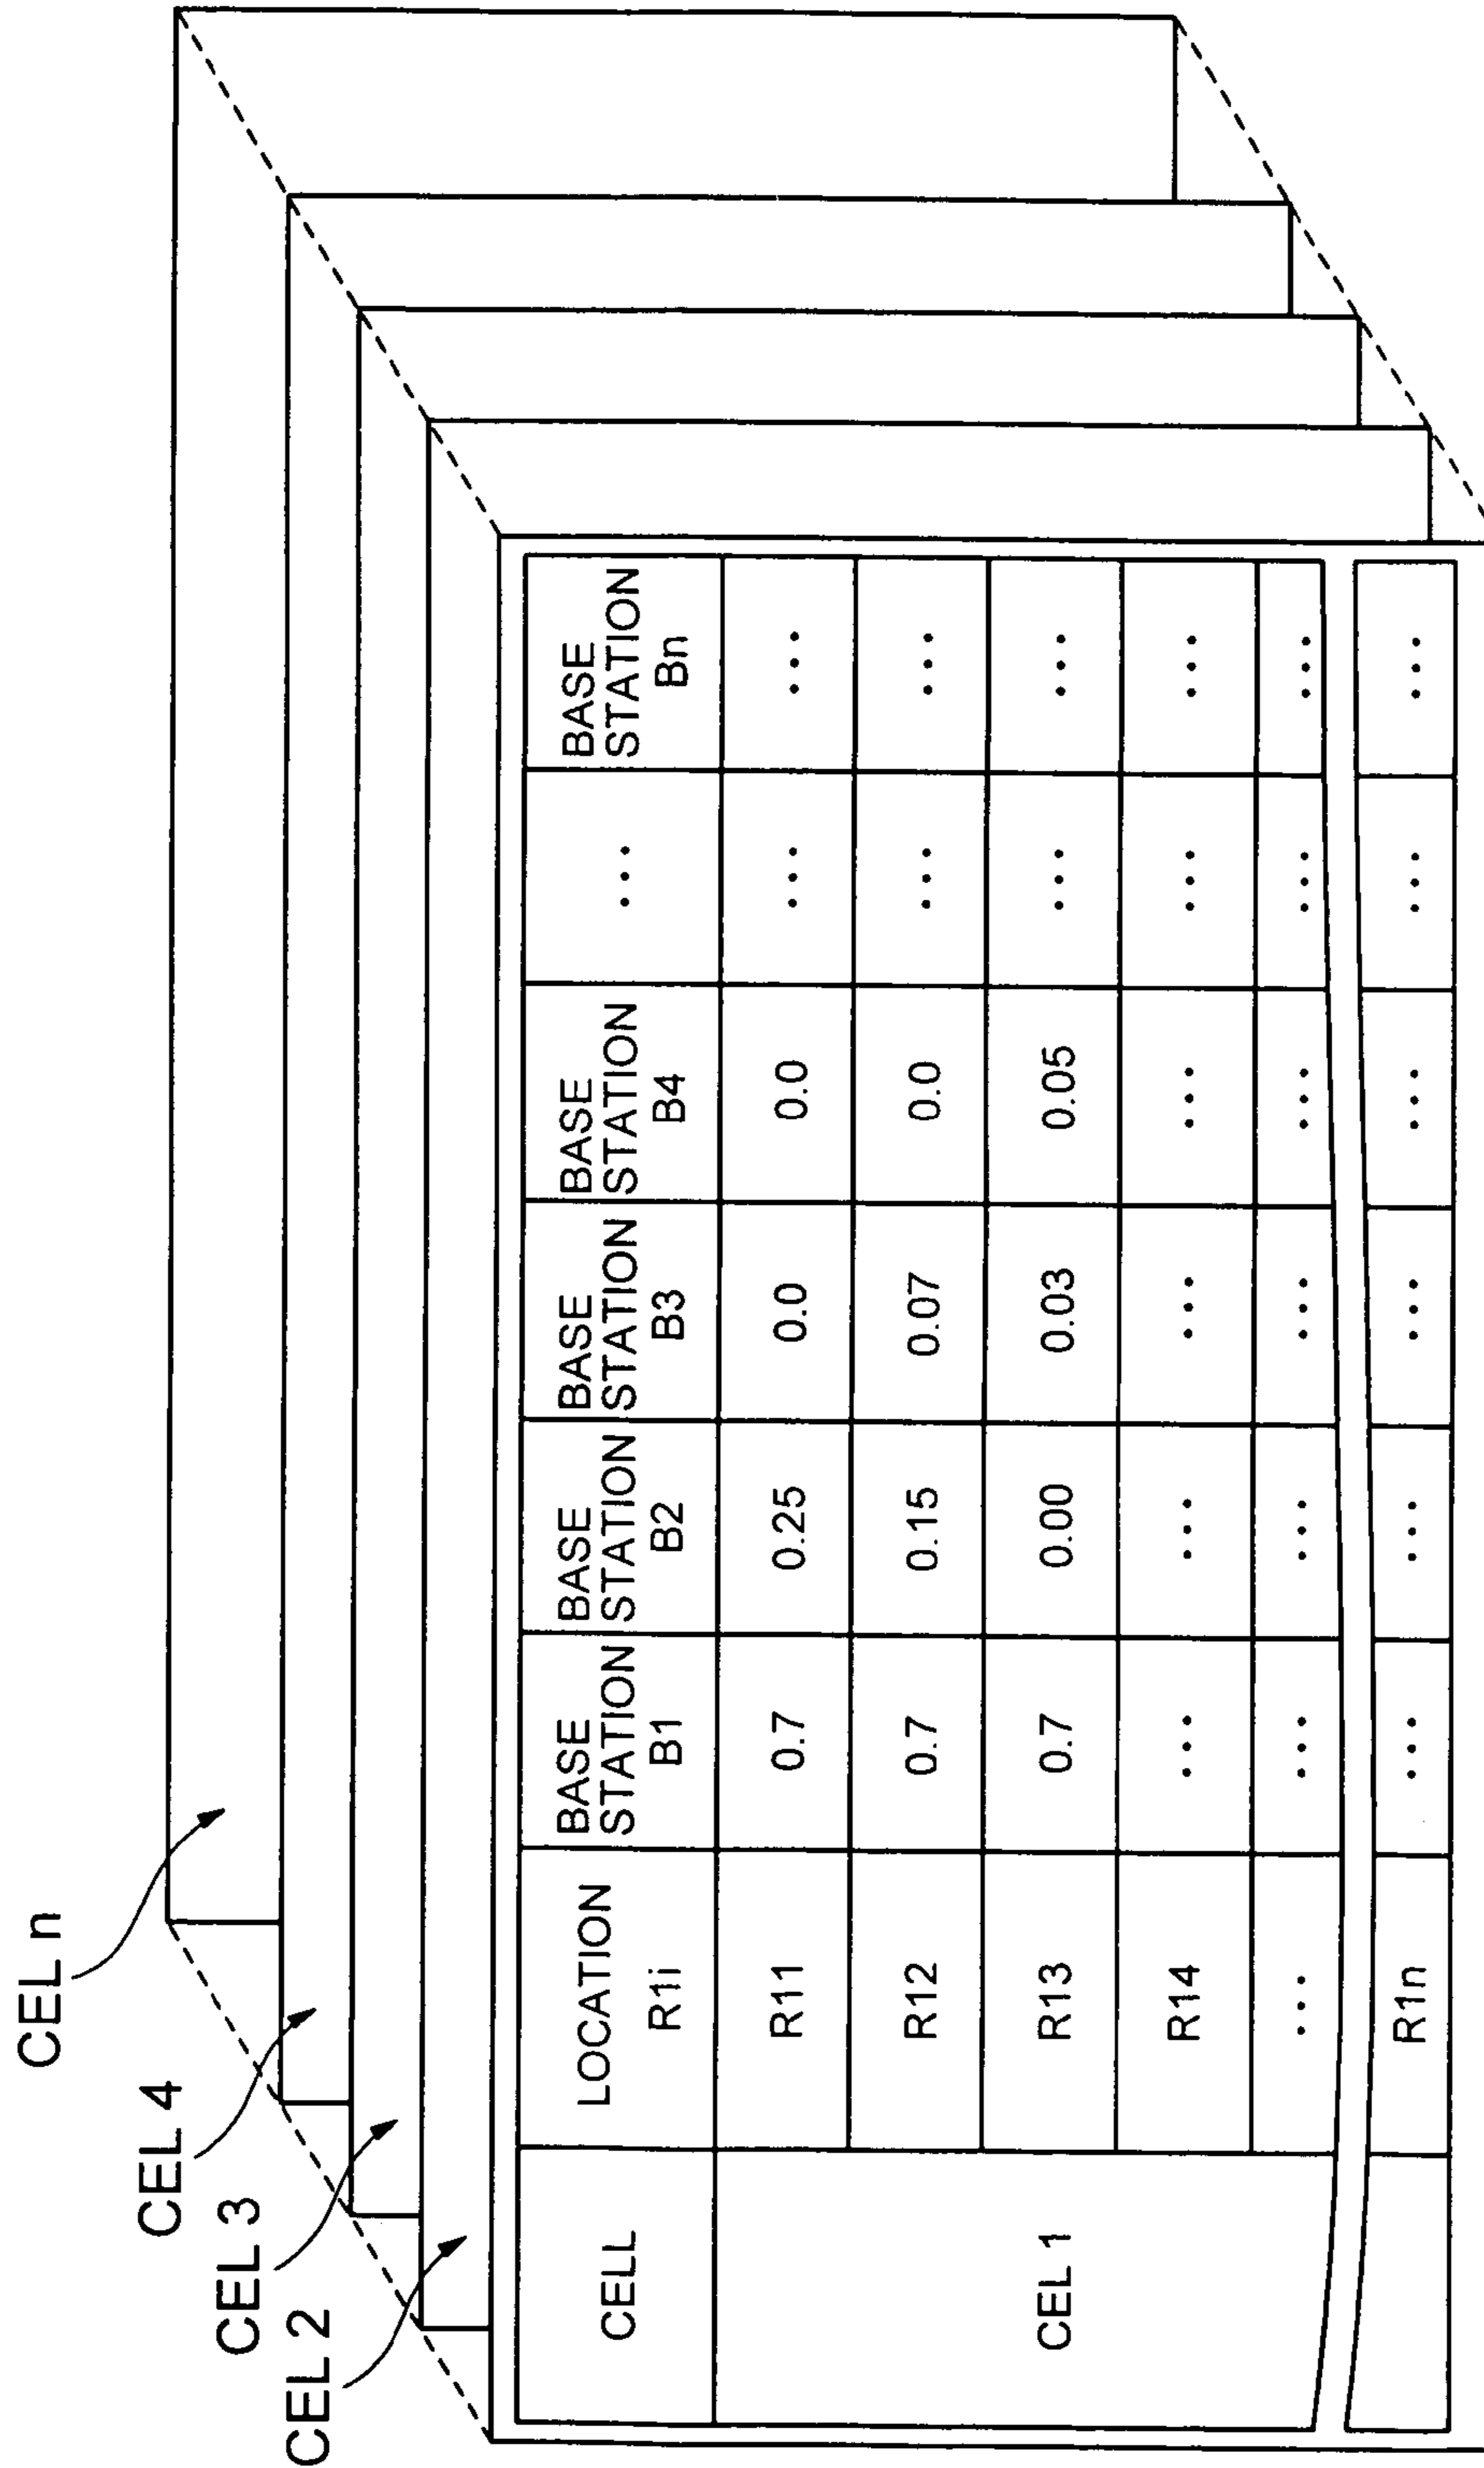 CEL n
CEL 4
CEL 3
CEL 2
CELL LOCATION R1i BASE STATION B1 BASE STATION B2 BASE STATION B3 BASE STATION B4 ... BASE STATION Bn
CEL 1
R11 0.7 0.25 0.0 0.0 ... ...
R12 0.7 0.15 0.07 0.0 ... ...
R13 0.7 0.00 0.03 0.05 ... ...
R14 ... ... ... ... ... ...
... ... ... ... ... ... ...
R1n ... ... ... ... ... ...